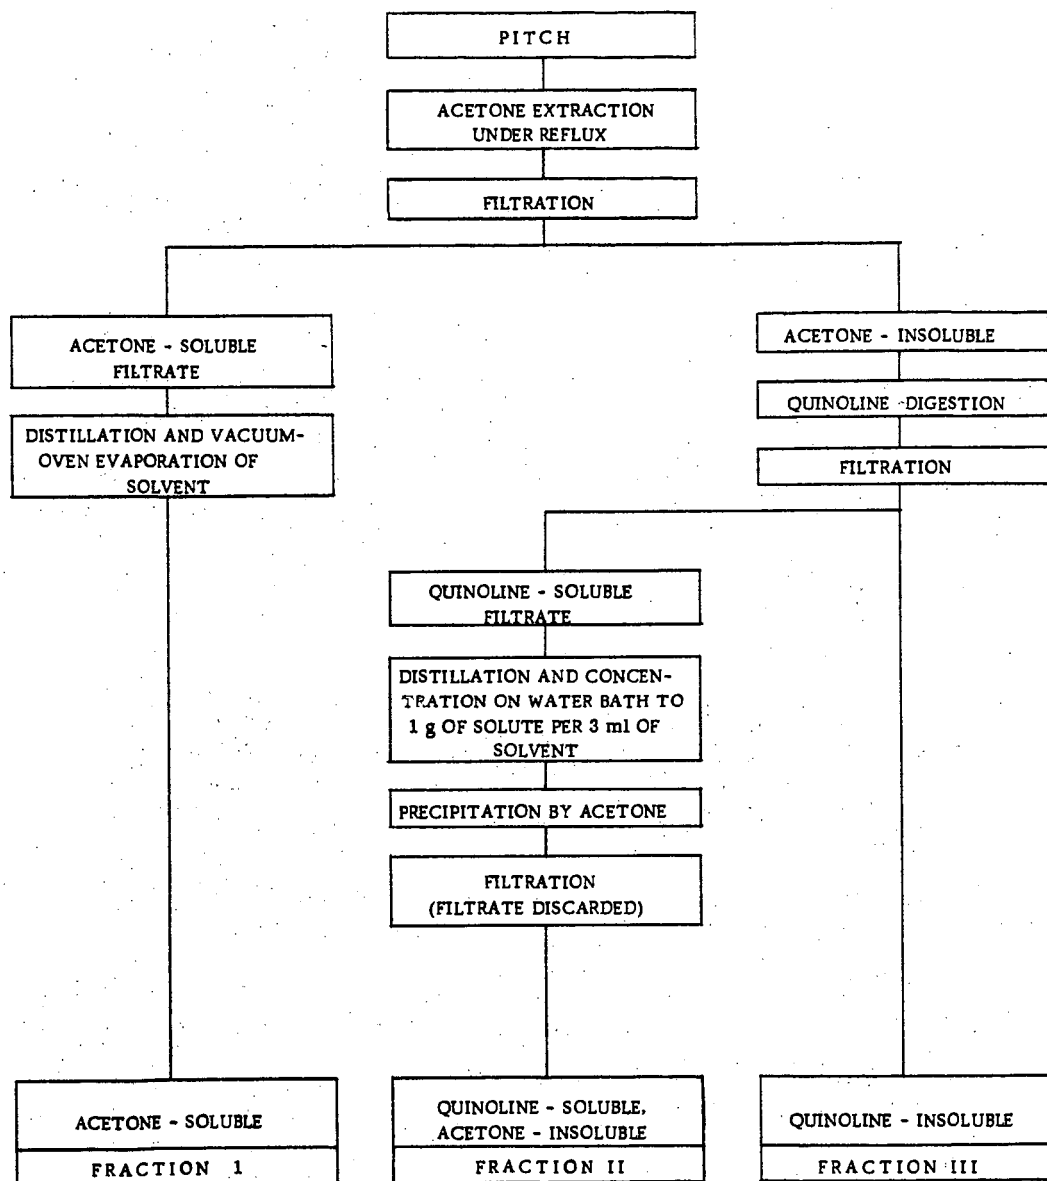 PITCH
ACETONE EXTRACTION
UNDER REFLUX
FILTRATION
ACETONE - SOLUBLE
FILTRATE
DISTILLATION AND VACUUM-
OVEN EVAPORATION OF
SOLVENT
ACETONE - INSOLUBLE
QUINOLINE -DIGESTION
FILTRATION
QUINOLINE - SOLUBLE
FILTRATE
DISTILLATION AND CONCEN-
TRATION ON WATER BATH TO
1 g OF SOLUTE PER 3 ml OF
SOLVENT
PRECIPITATION BY ACETONE
FILTRATION
(FILTRATE DISCARDED)
ACETONE - SOLUBLE
FRACTION 1
QUINOLINE - SOLUBLE,
ACETONE - INSOLUBLE
FRACTION II
QUINOLINE - INSOLUBLE
FRACTION III